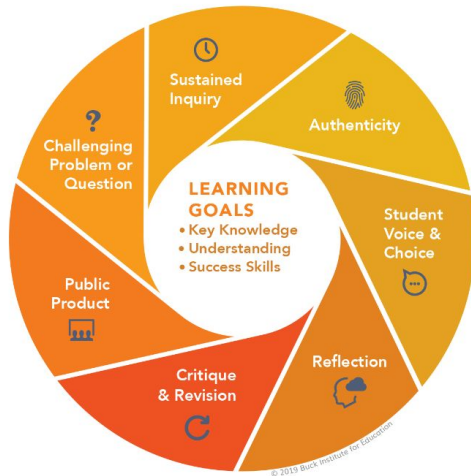 Sustained
Inquiry
Authenticity
Student
Voice &
Choice
Reflection
Critique
& Revision
Public
Product
?
Challenging
Problem or
Question
LEARNING
GOALS
• Key Knowledge
• Understanding
• Success Skills
© 2019 Buck Institute for Education